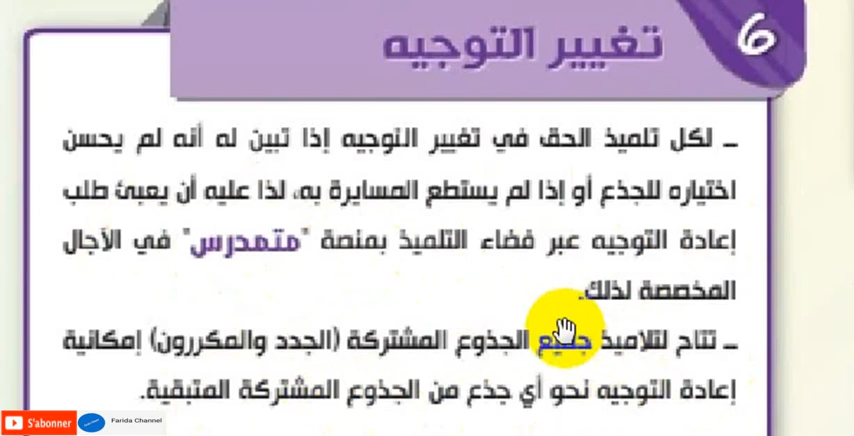 6
تغيير التوجيه
ـ لكل تلميذ الحق في تغيير التوجيه إذا تبين له أنه لم يحسن
اختياره للجذع أو إذا لم يستطع المسايرة به، لذا عليه أن يعبئ طلب
إعادة التوجيه عبر فضاء التلميذ بمنصة "متمدرس" في الآجال
المخصصة لذلك.
ـ تتاح لتلاميذ جميع الجذوع المشتركة (الجدد والمكررون) إمكانية
إعادة التوجيه نحو أي جذع من الجذوع المشتركة المتبقية.
S'abonner
Farida Channel